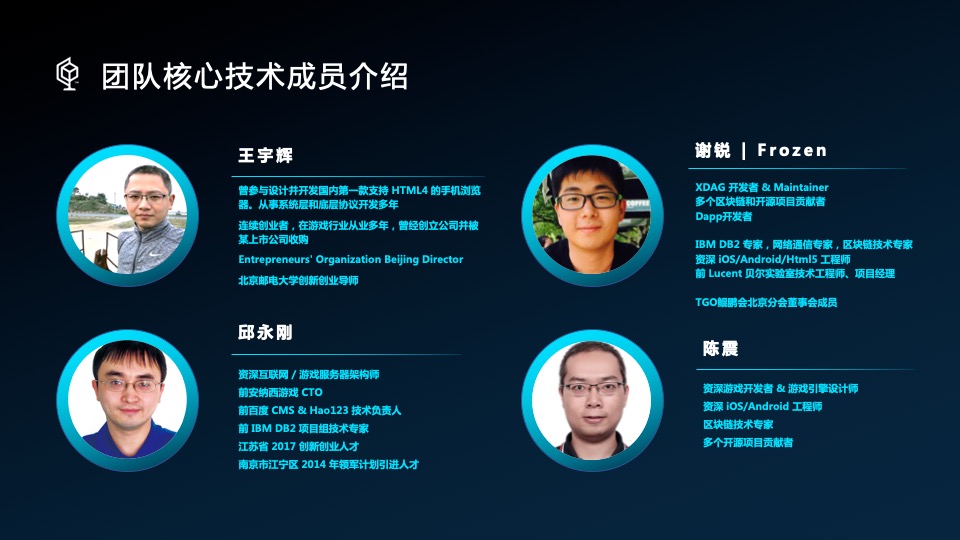 团队核心技术成员介绍
王宇辉
曾参与设计并开发国内第一款支持 HTML4 的手机浏览
器。从事系统层和底层协议开发多年
连续创业者，在游戏行业从业多年，曾经创立公司并被
某上市公司收购
Entrepreneurs' Organization Beijing Director
北京邮电大学创新创业导师
谢锐 | Frozen
XDAG 开发者 & Maintainer
多个区块链和开源项目贡献者
Dapp开发者
IBM DB2 专家，网络通信专家，区块链技术专家
资深 iOS/Android/Html5 工程师
前 Lucent 贝尔实验室技术工程师、项目经理
TGO鲲鹏会北京分会董事会成员
邱永刚
资深互联网 / 游戏服务器架构师
前安纳西游戏 CTO
前百度 CMS & Hao123 技术负责人
前 IBM DB2 项目组技术专家
江苏省 2017 创新创业人才
南京市江宁区 2014 年领军计划引进人才
陈震
资深游戏开发者 & 游戏引擎设计师
资深 iOS/Android 工程师
区块链技术专家
多个开源项目贡献者